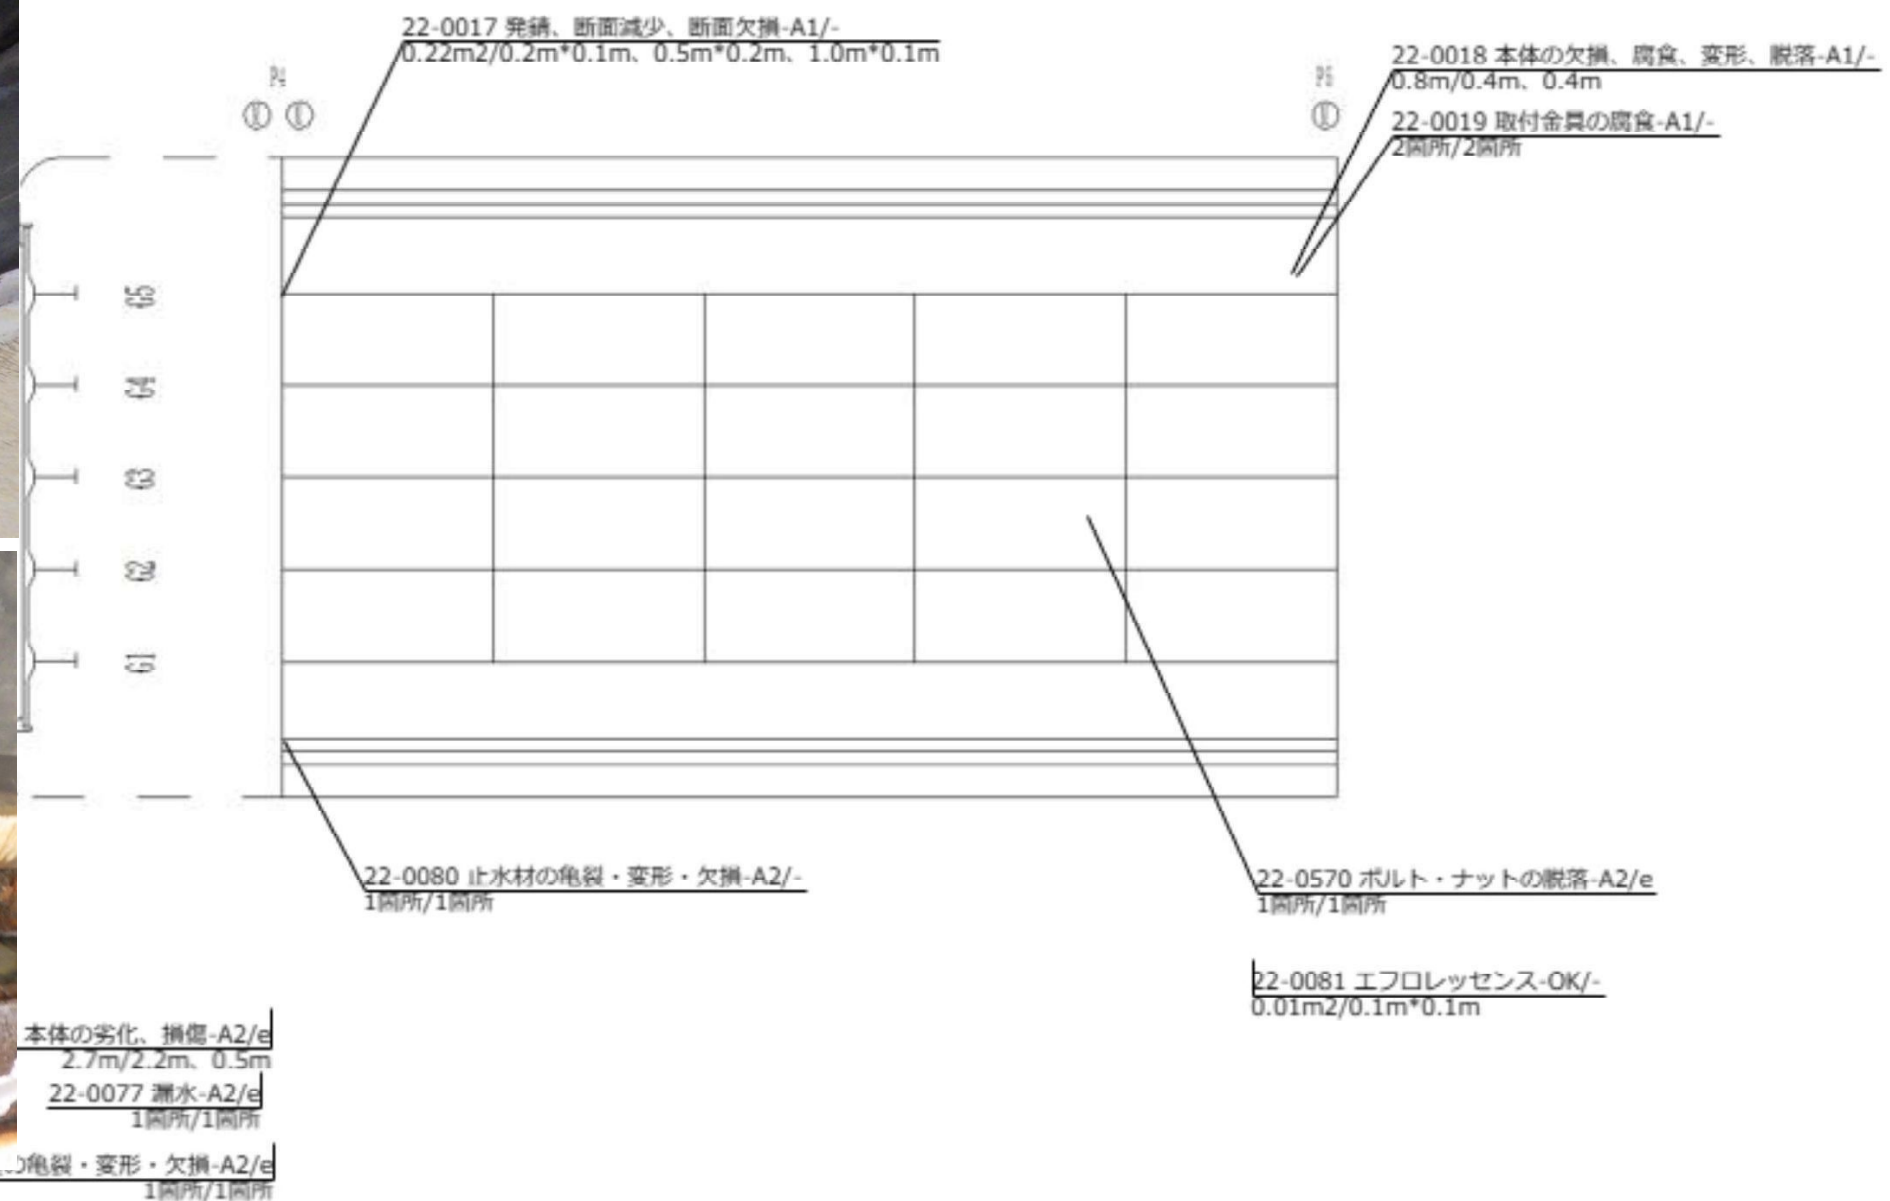 22-0017 発錆、断面減少、断面欠損-A1/-
0.22m2/0.2m*0.1m、0.5m*0.2m、1.0m*0.1m
22-0018 本体の欠損、腐食、変形、脱落-A1/-
0.8m/0.4m、0.4m
22-0019 取付金具の腐食-A1/-
2箇所/2箇所
P4
G5
G4
G3
G2
G1
22-0080 止水材の亀裂・変形・欠損-A2/-
1箇所/1箇所
22-0570 ボルト・ナットの脱落-A2/e
1箇所/1箇所
22-0081 エフロレッセンス-OK/-
0.01m2/0.1m*0.1m
本体の劣化、損傷-A2/e
2.7m/2.2m、0.5m
22-0077 漏水-A2/e
1箇所/1箇所
の亀裂・変形・欠損-A2/e
1箇所/1箇所